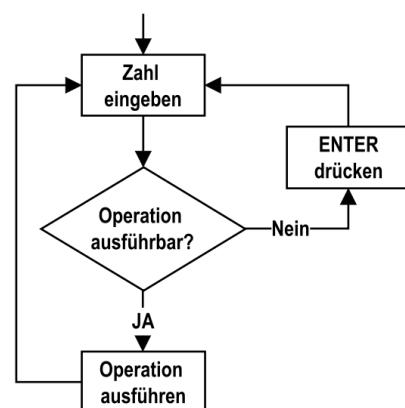 Zahl
eingeben
ENTER
drücken
Operation
ausführbar?
Nein
JA
Operation
ausführen